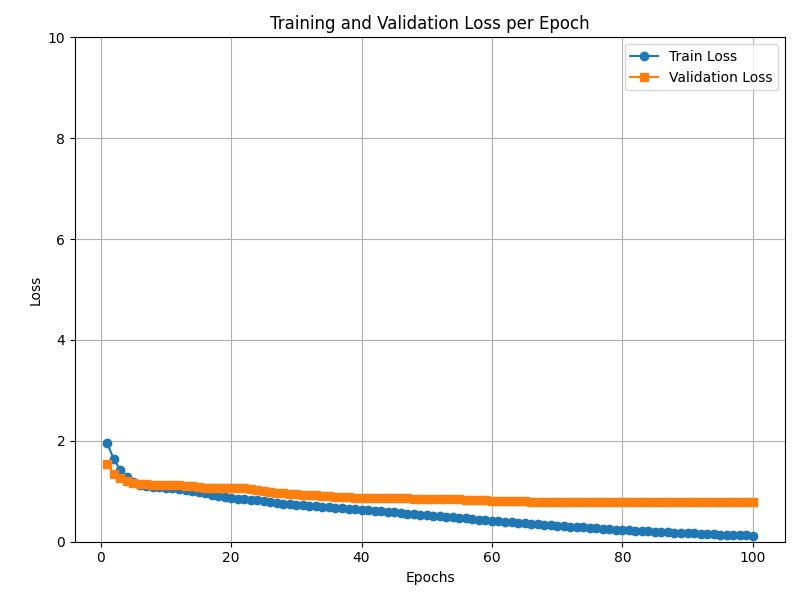 Training and Validation Loss per Epoch
Train Loss
Validation Loss
Loss
10
8
6
4
2
0
0 20 40 60 80 100
Epochs